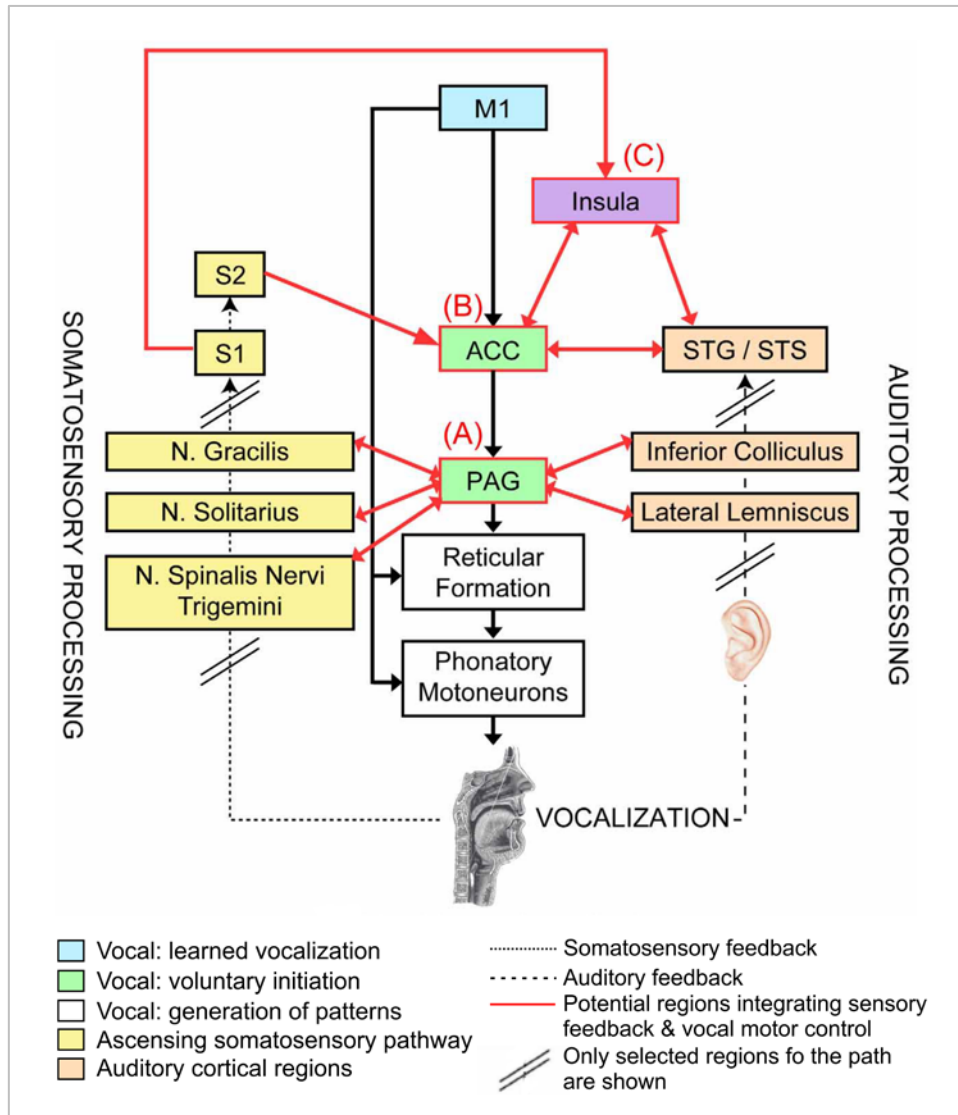 M1
(C)
Insula
S2
(B)
S1
ACC
STG / STS
SOMATOSENSORY PROCESSING
AUDITORY PROCESSING
(A)
N. Gracilis
PAG
Inferior Colliculus
N. Solitarius
Lateral Lemniscus
N. Spinalis Nervi
Trigemini
Reticular
Formation
Phonatory
Motoneurons
VOCALIZATION
Vocal: learned vocalization
Vocal: voluntary initiation
Vocal: generation of patterns
Ascensing somatosensory pathway
Auditory cortical regions
Somatosensory feedback
Auditory feedback
Potential regions integrating sensory
feedback & vocal motor control
Only selected regions fo the path
are shown